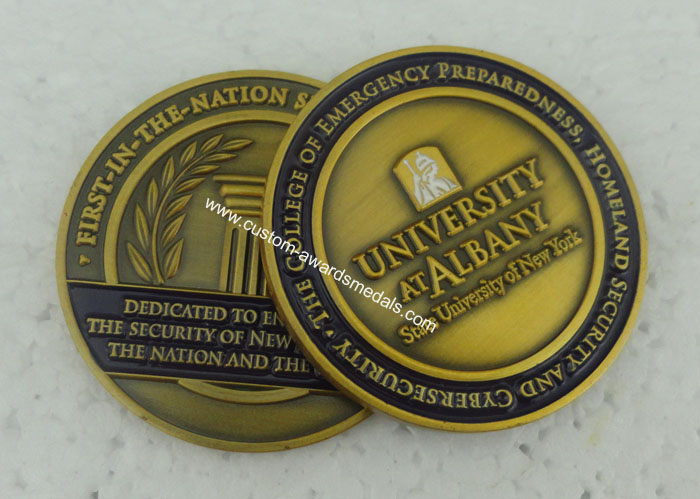 • FIRST-IN-THE-NATION
DEDICATED TO
THE SECURITY OF NEW
THE NATION AND THE
• THE COLLEGE OF EMERGENCY PREPAREDNESS, HOMELAND SECURITY AND CYBERSECURITY
UNIVERSITY
AT ALBANY
State University of New York
www.custom-awardsmedals.com